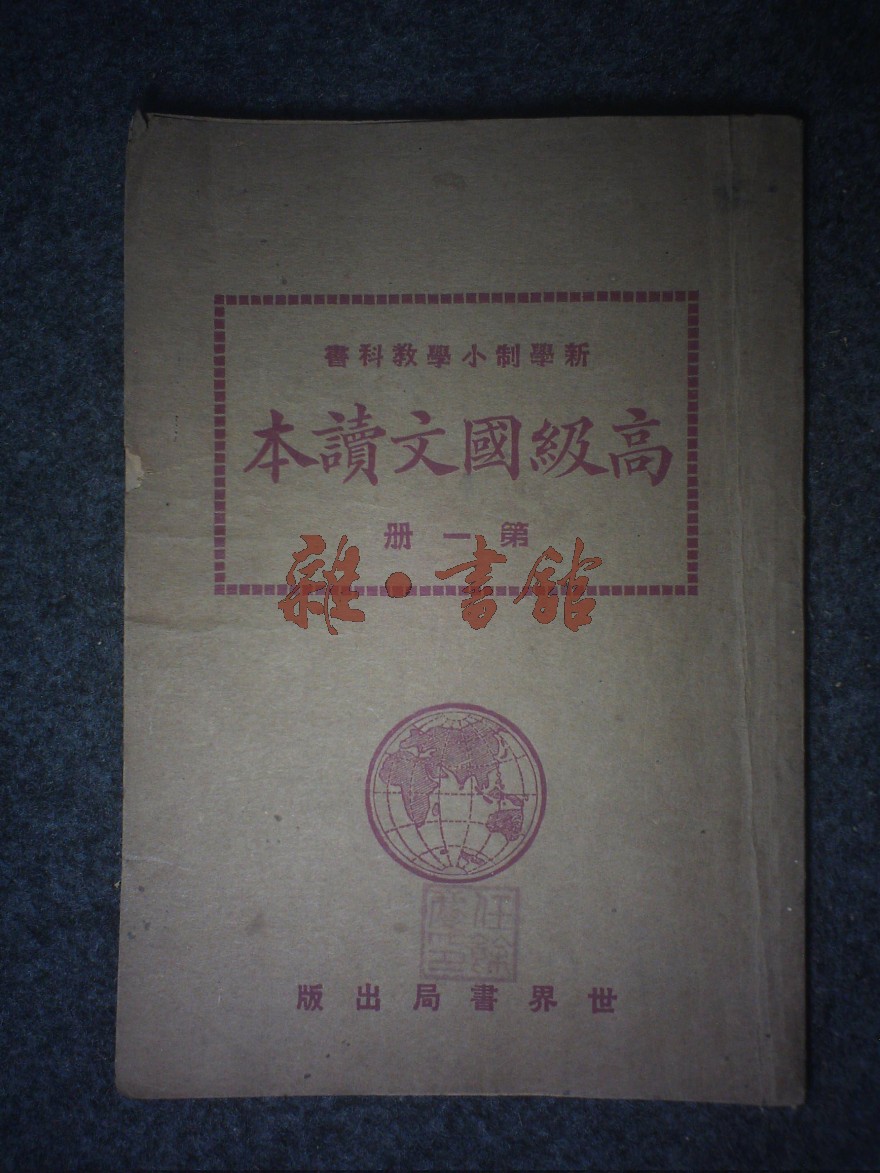 新學制小學教科書
高級國文讀本
第一册
雜·書館
世界書局出版